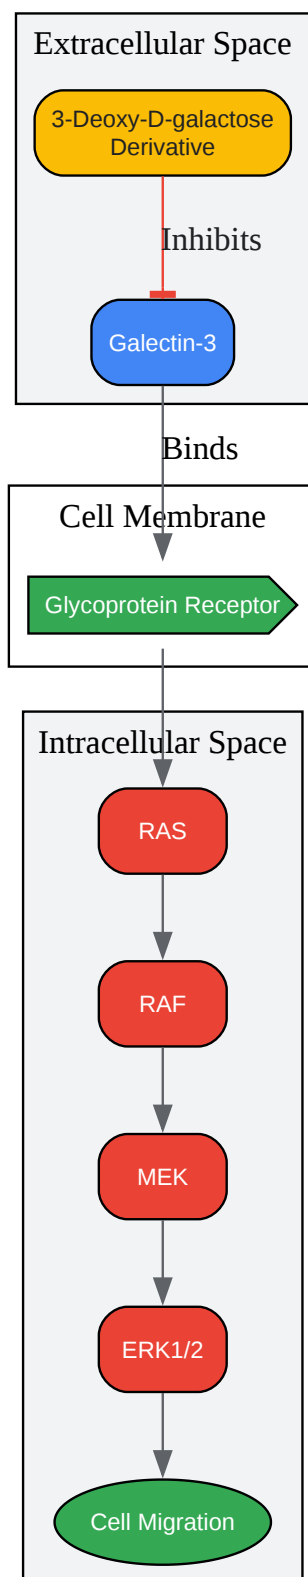 Extracellular Space
3-Deoxy-D-galactose
Derivative
Inhibits
Galectin-3
Binds
Cell Membrane
Glycoprotein Receptor
Intracellular Space
RAS
RAF
MEK
ERK1/2
Cell Migration